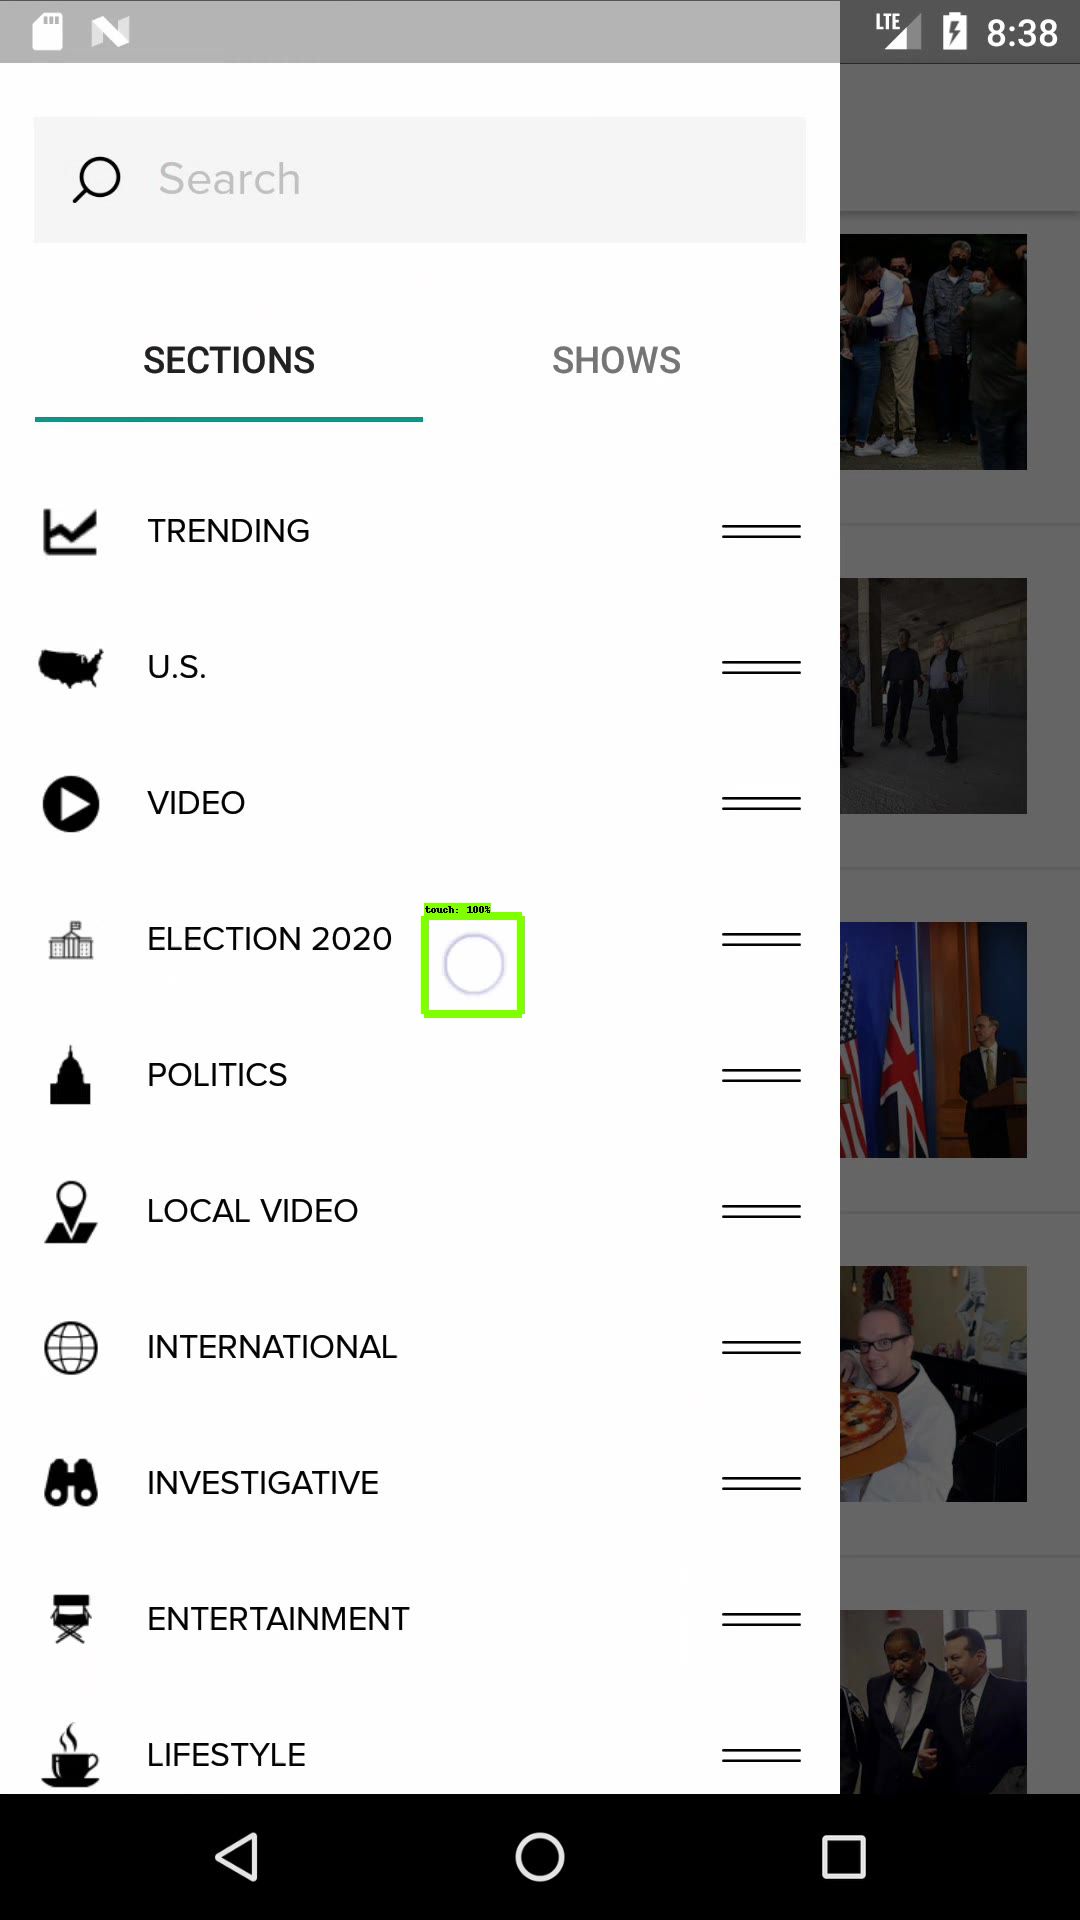 LTE 8:38
Search
SECTIONS SHOWS
TRENDING
U.S.
VIDEO
touch: 100%
ELECTION 2020
POLITICS
LOCAL VIDEO
INTERNATIONAL
INVESTIGATIVE
ENTERTAINMENT
LIFESTYLE